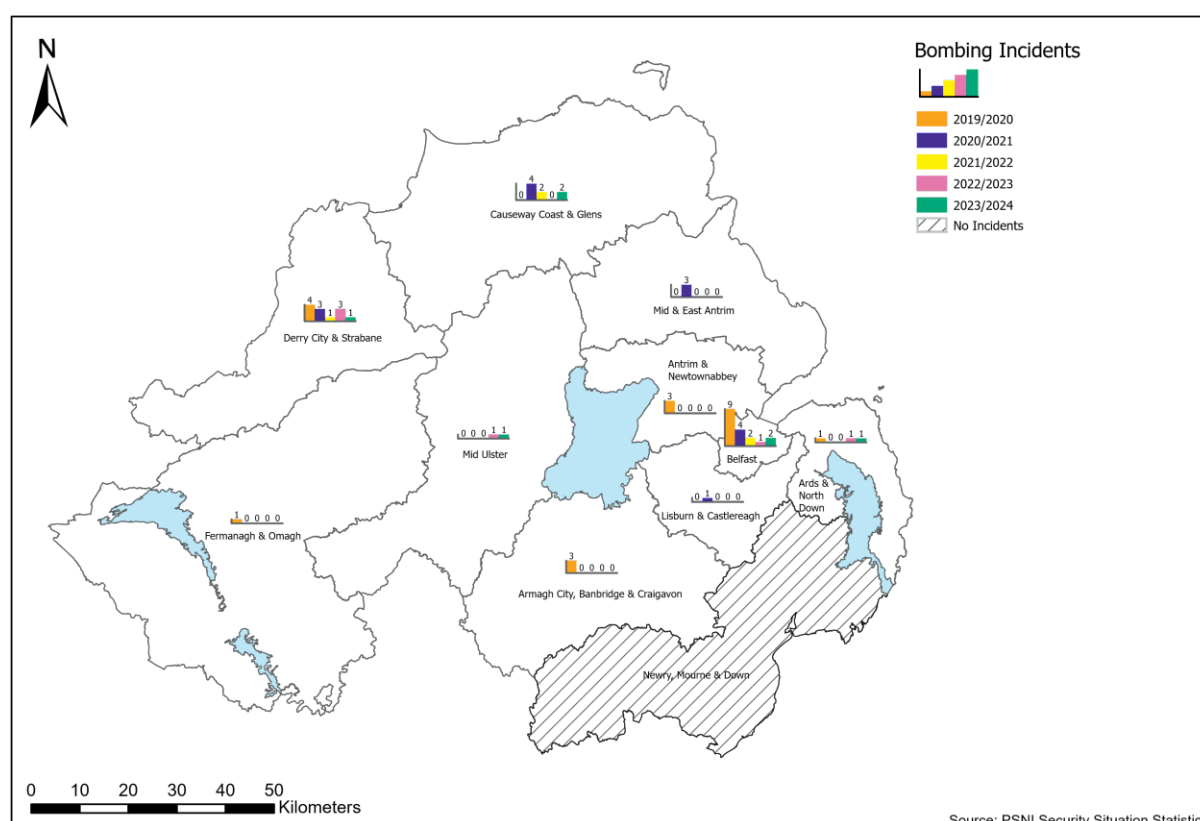 N
Bombing Incidents
2019/2020
2020/2021
2021/2022
2022/2023
2023/2024
No Incidents
0 4 2 0 2
Causeway Coast & Glens
0 3 0 0 0
Mid & East Antrim
4 3 1 3 1
Derry City & Strabane
Antrim &
Newtownabbey
3 0 0 0 0
9 4 2 1 2
Belfast
1 0 0 1 1
Ards &
North
Down
0 0 0 1 1
Mid Ulster
0 1 0 0 0
Lisburn & Castlereagh
1 0 0 0 0
Fermanagh & Omagh
3 0 0 0 0
Armagh City, Banbridge & Craigavon
Newry, Mourne & Down
0 10 20 30 40 50
Kilometers
Source: PSNI Security Situation Statistic